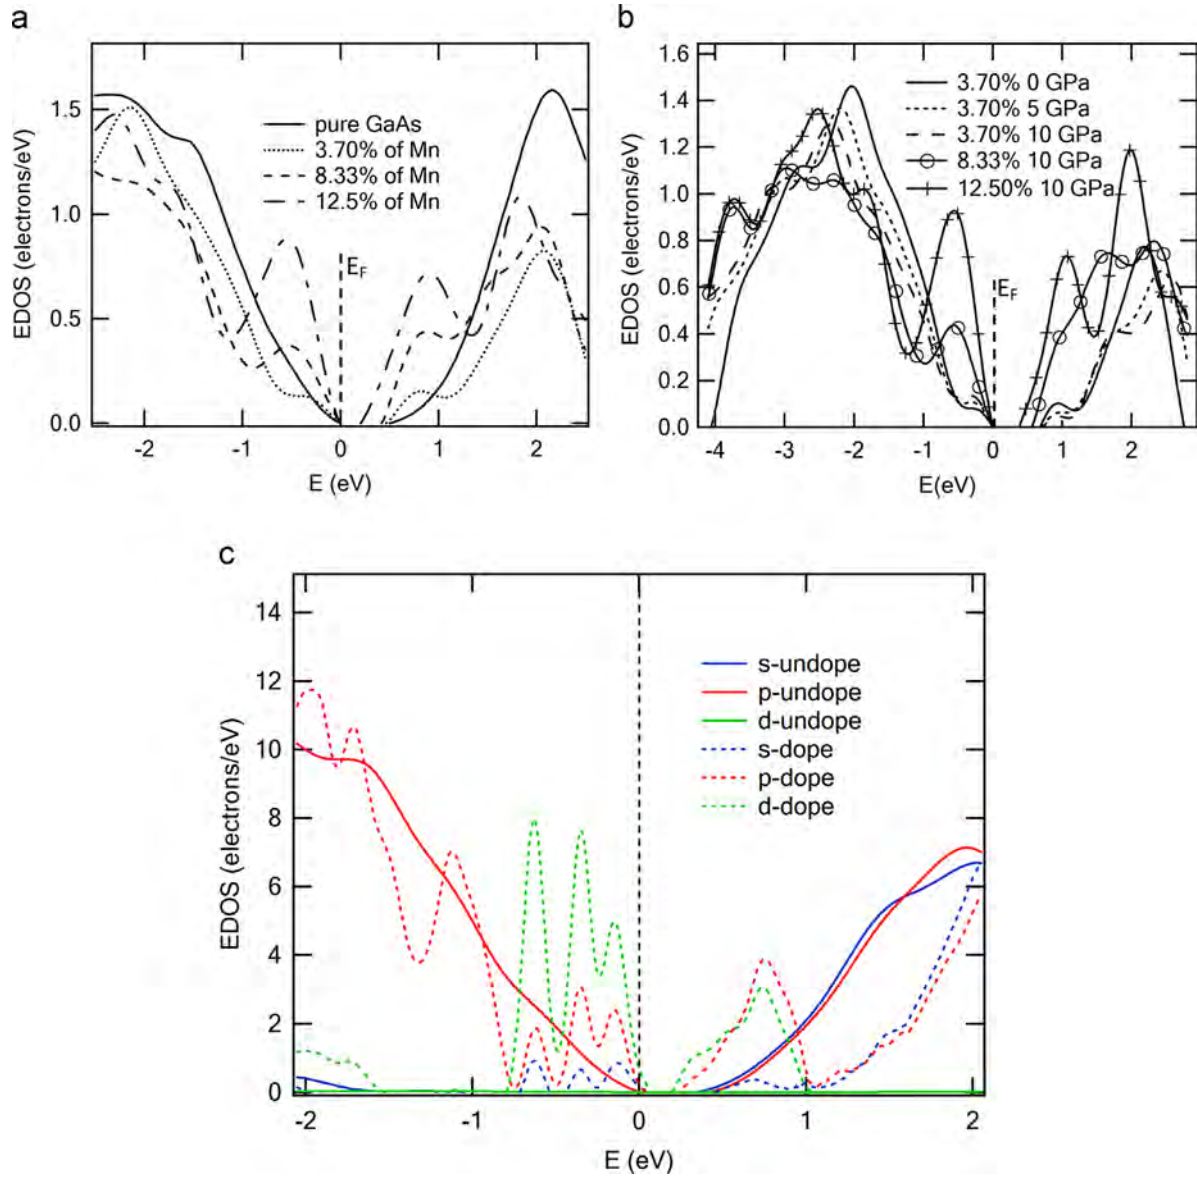 a
EDOS (electrons/eV)
1.5
1.0
0.5
0.0
pure GaAs
3.70% of Mn
8.33% of Mn
12.5% of Mn
E_F
-2 -1 0 1 2
E (eV)
b
EDOS (electrons/eV)
1.6
1.4
1.2
1.0
0.8
0.6
0.4
0.2
0.0
3.70% 0 GPa
3.70% 5 GPa
3.70% 10 GPa
8.33% 10 GPa
12.50% 10 GPa
E_F
-4 -3 -2 -1 0 1 2
E(eV)
c
EDOS (electrons/eV)
14
12
10
8
6
4
2
0
s-undope
p-undope
d-undope
s-dope
p-dope
d-dope
-2 -1 0 1 2
E (eV)